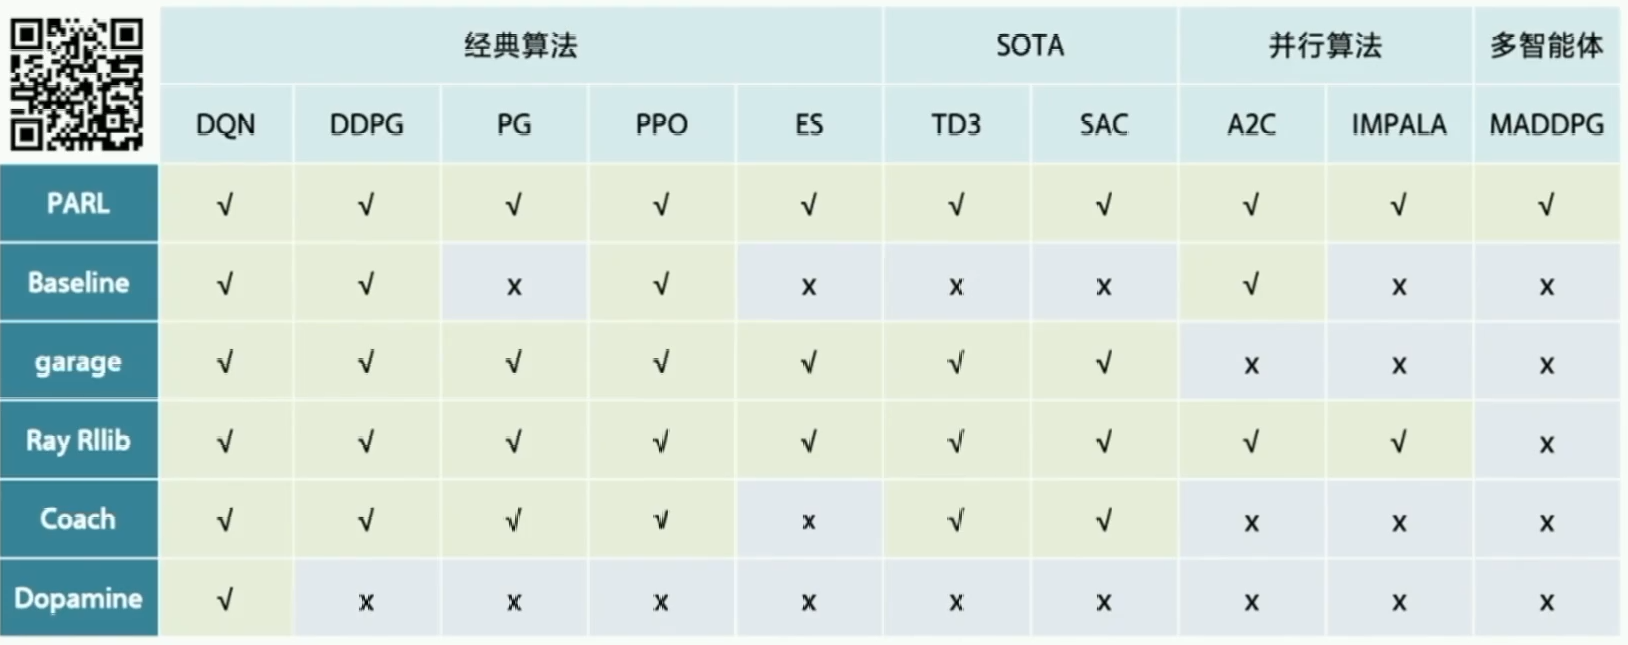 经典算法 SOTA 并行算法 多智能体
DQN DDPG PG PPO ES TD3 SAC A2C IMPALA MADDPG
PARL √ √ √ √ √ √ √ √ √ √
Baseline √ √ x √ x x x √ x x
garage √ √ √ √ √ √ √ x x x
Ray Rllib √ √ √ √ √ √ √ √ √ x
Coach √ √ √ √ x √ √ x x x
Dopamine √ x x x x x x x x x